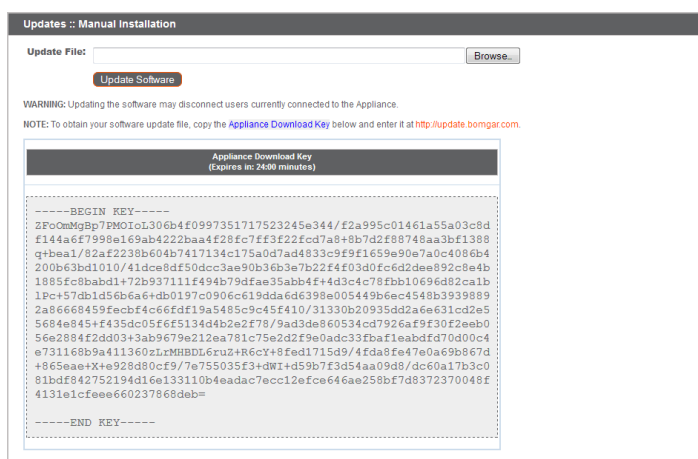 Updates :: Manual Installation
Update File:
Browse..
Update Software
WARNING: Updating the software may disconnect users currently connected to the Appliance.
NOTE: To obtain your software update file, copy the Appliance Download Key below and enter it at http://update.bomgar.com.
Appliance Download Key
(Expires in: 24:00 minutes)
-----BEGIN KEY-----
ZFoOmMgBp7PMOIoL306b4f0997351717523245e344/f2a995c01461a55a03c8d
f144a6f7998e169ab4222baa4f28fc7ff3f22fcd7a8+8b7d2f88748aa3bf1388
q+bea1/82af2238b604b7417134c175a0d7ad4833c9f9f1659e90e7a0c4086b4
200b63bd1010/41dce8df50dcc3ae90b36b3e7b22f4f03d0fc6d2dee892c8e4b
1885fc8babd1+72b937111f494b79dfae35abb4f+4d3c4c78fbb10696d82ca1b
lPc+57db1d56b6a6+db0197c0906c619dda6d6398e005449b6ec4548b3939889
2a86668459fecbf4c66fdf19a5485c9c45f410/31330b20935dd2a6e631cd2e5
5684e845+f435dc05f6f5134d4b2e2f78/9ad3de860534cd7926af9f30f2eeb0
56e2884f2dd03+3ab9679e212ea781c75e2d2f9e0adc33fbaf1eabdfd70d00c4
e731168b9a411360zLrMHBDL6ruZ+R6cY+8fed1715d9/4fda8fe47e0a69b867d
+865eae+X+e928d80cf9/7e755035f3+dWI+d59b7f3d54aa09d8/dc60a17b3c0
81bdf842752194d16e133110b4eadac7ecc12efce646ae258bf7d8372370048f
4131e1cfeee660237868deb=
-----END KEY-----